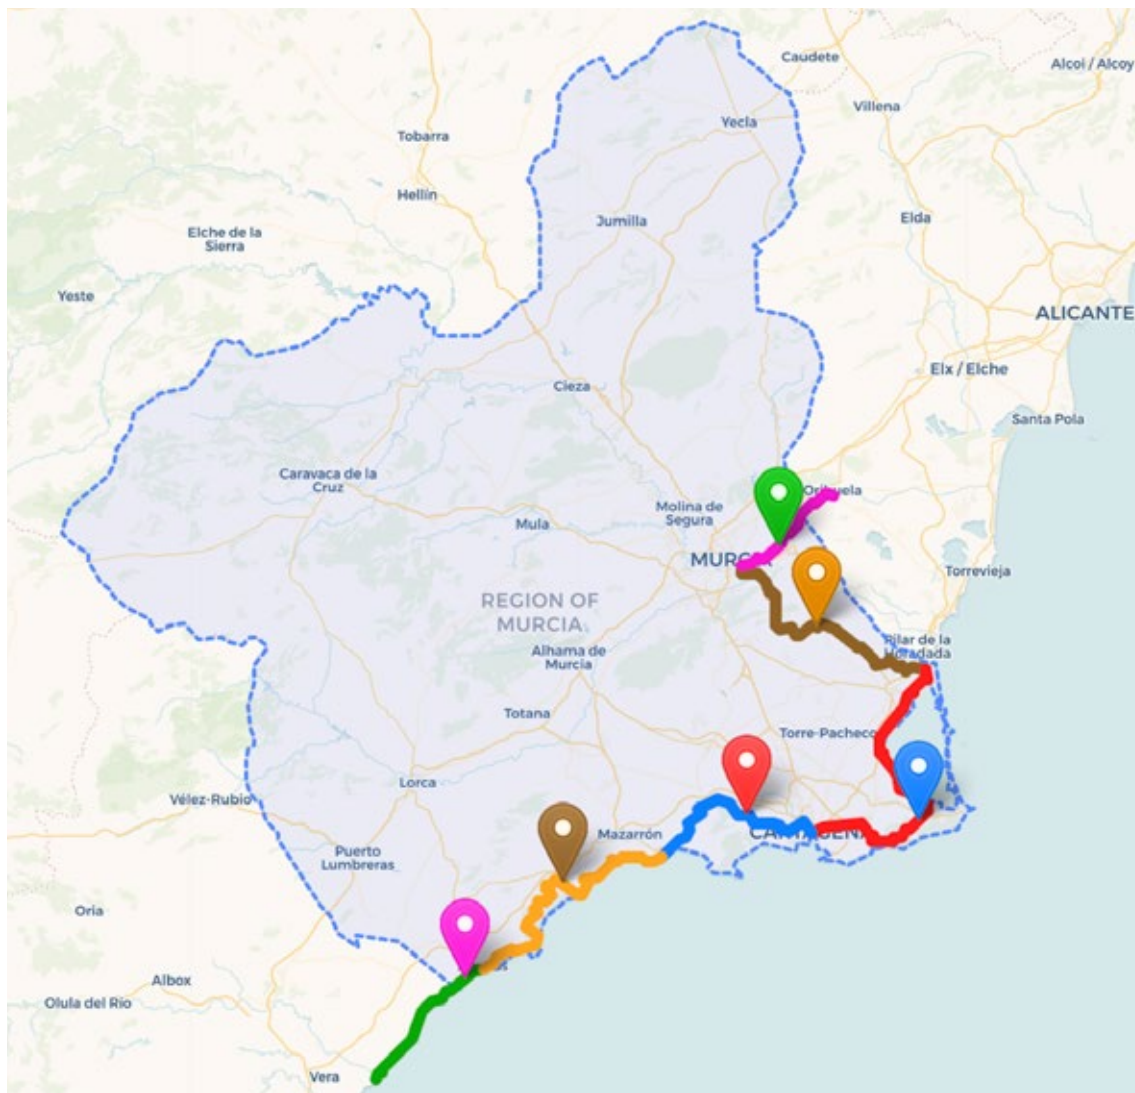 Caudete
Alcoi / Alcoy
Villena
Yecla
Tobarra
Hellín
Elda
Jumilla
Elche de la
Sierra
Yeste
ALICANTE
Elx / Elche
Cieza
Santa Pola
Caravaca de la
Cruz
Orihuela
Molina de
Segura
Mula
MURCIA
Torrevieja
REGION OF
MURCIA
Pilar de la
Horadada
Alhama de
Murcia
Totana
Torre-Pacheco
Lorca
Vélez-Rubio
Mazarrón
CARTAGENA
Puerto
Lumbreras
Oria
Albox
Olula del Río
Vera